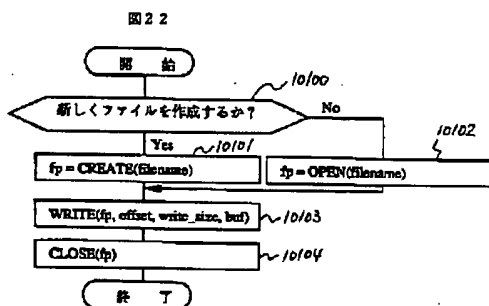 図22
開 始
10100
新しくファイルを作成するか？
No
Yes
10101
10102
fp = CREATE(filename)
fp = OPEN(filename)
WRITE(fp, offset, write_size, buf)
10103
CLOSE(fp)
10104
終 了